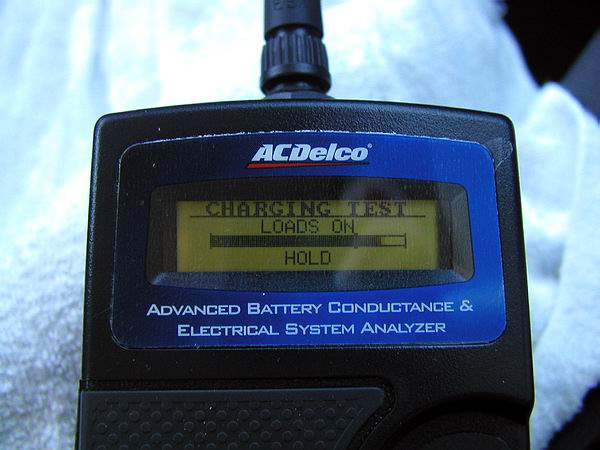 ACDelco®
CHARGING TEST
LOADS ON
HOLD
ADVANCED BATTERY CONDUCTANCE &
ELECTRICAL SYSTEM ANALYZER